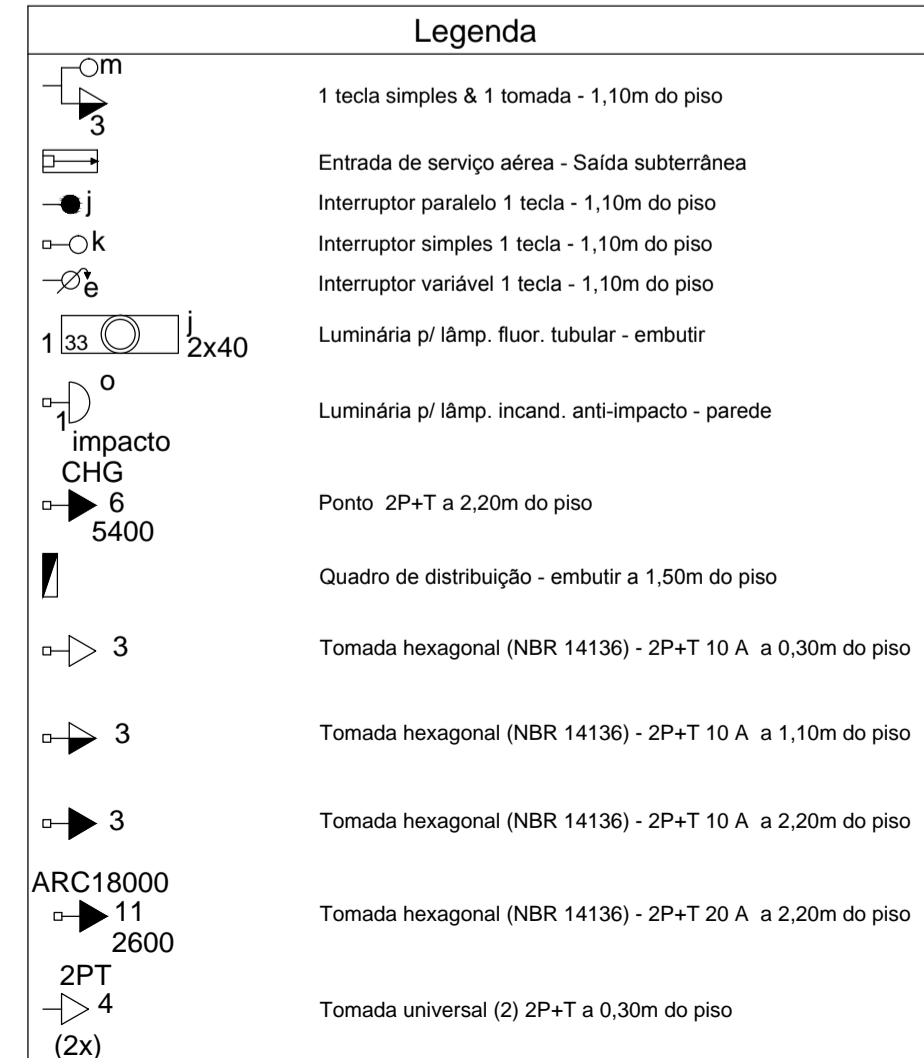 Legenda
m
3
1 tecla simples & 1 tomada - 1,10m do piso
Entrada de serviço aérea - Saída subterrânea
j
Interruptor paralelo 1 tecla - 1,10m do piso
k
Interruptor simples 1 tecla - 1,10m do piso
e
Interruptor variável 1 tecla - 1,10m do piso
1 33 j
2x40
Luminária p/ lâmp. fluor. tubular - embutir
o
1
impacto
Luminária p/ lâmp. incand. anti-impacto - parede
CHG
6
5400
Ponto 2P+T a 2,20m do piso
Quadro de distribuição - embutir a 1,50m do piso
3
Tomada hexagonal (NBR 14136) - 2P+T 10 A a 0,30m do piso
3
Tomada hexagonal (NBR 14136) - 2P+T 10 A a 1,10m do piso
3
Tomada hexagonal (NBR 14136) - 2P+T 10 A a 2,20m do piso
ARC18000
11
2600
Tomada hexagonal (NBR 14136) - 2P+T 20 A a 2,20m do piso
2PT
4
(2x)
Tomada universal (2) 2P+T a 0,30m do piso